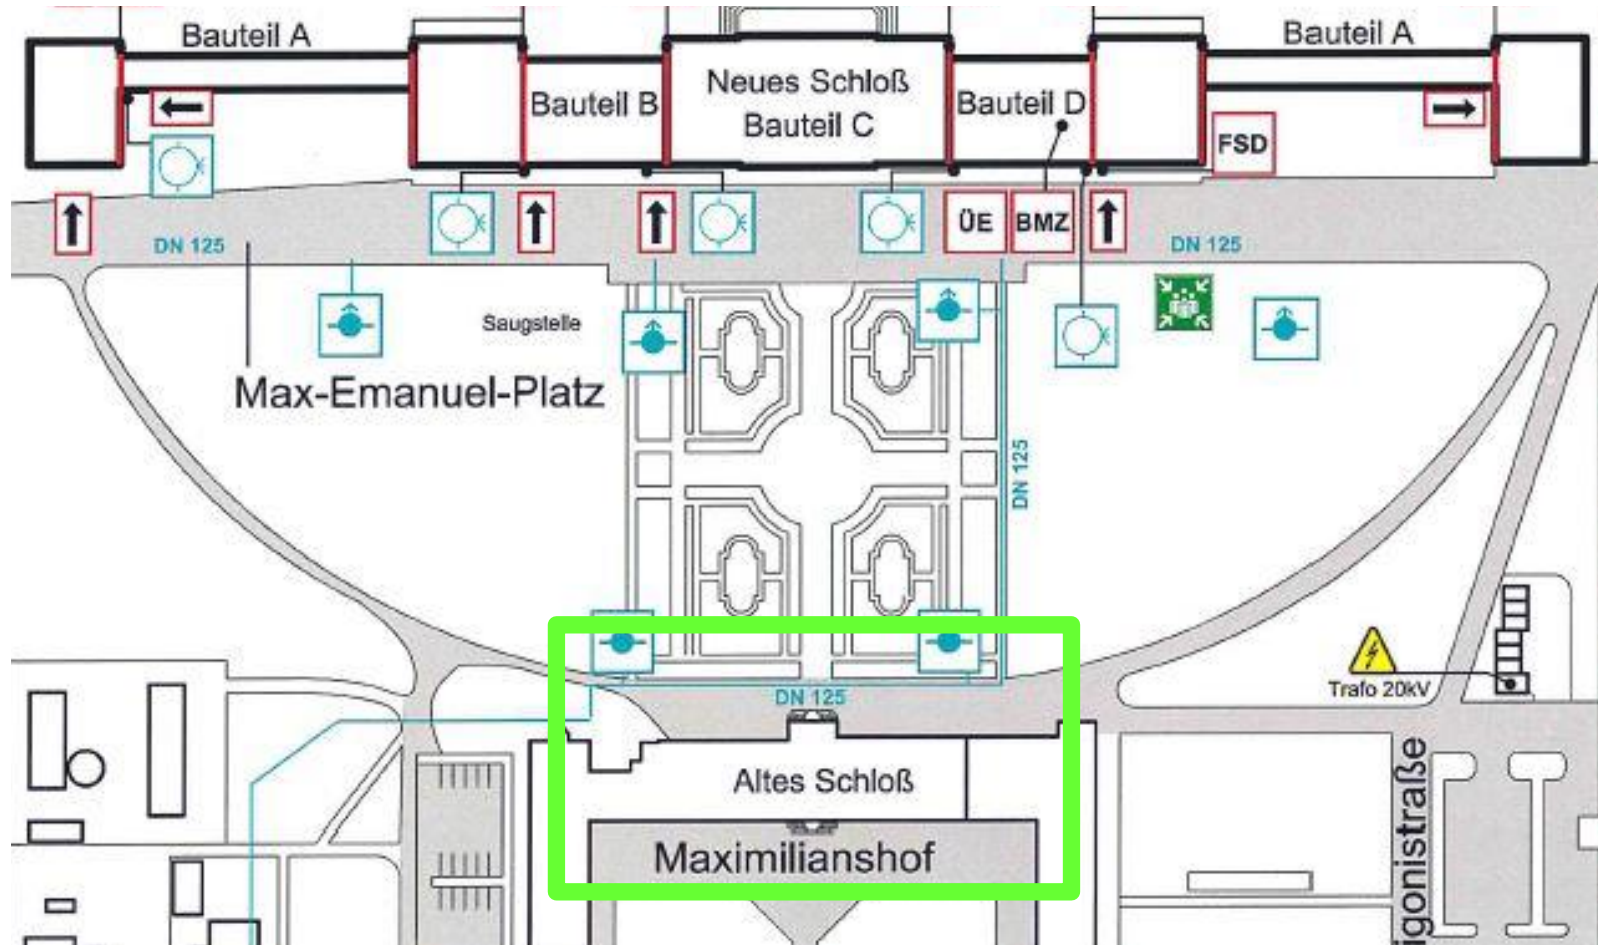 Bauteil A
Bauteil A
Neues Schloß
Bauteil C
Bauteil B
Bauteil D
FSD
ÜE
BMZ
DN 125
DN 125
Saugstelle
Max-Emanuel-Platz
DN 125
Trafo 20kV
DN 125
Altes Schloß
Maximilianshof
igonistraße